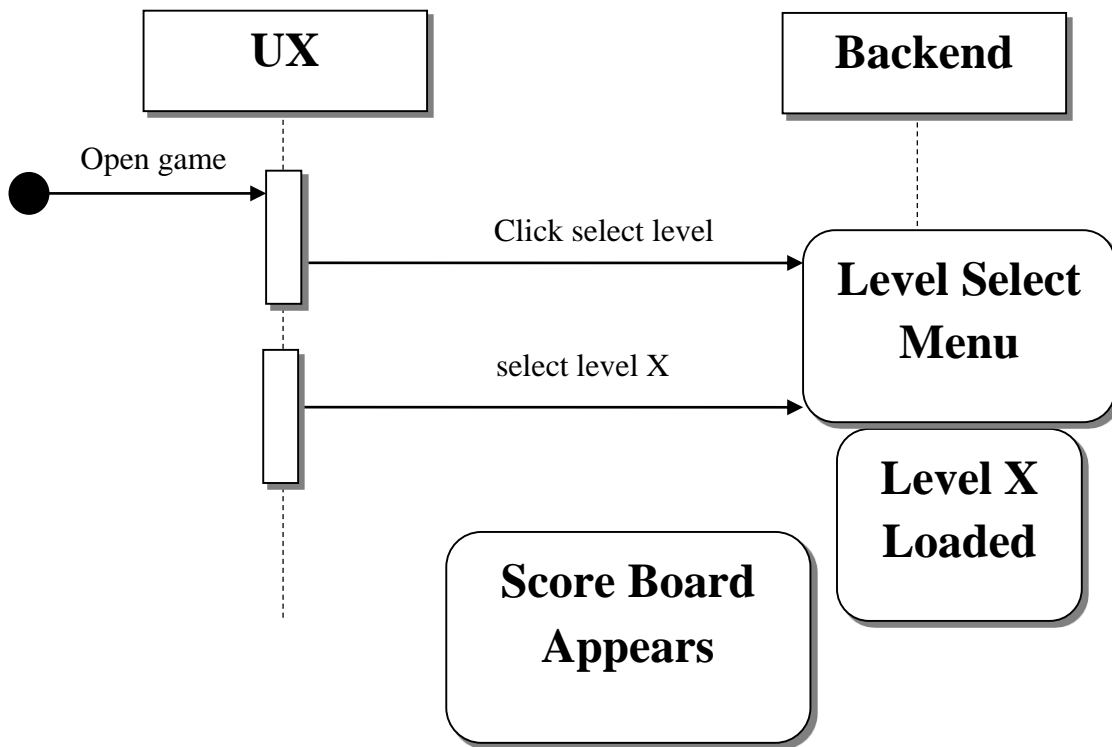 UX
Backend
Open game
Click select level
Level Select
Menu
select level X
Level X
Loaded
Score Board
Appears